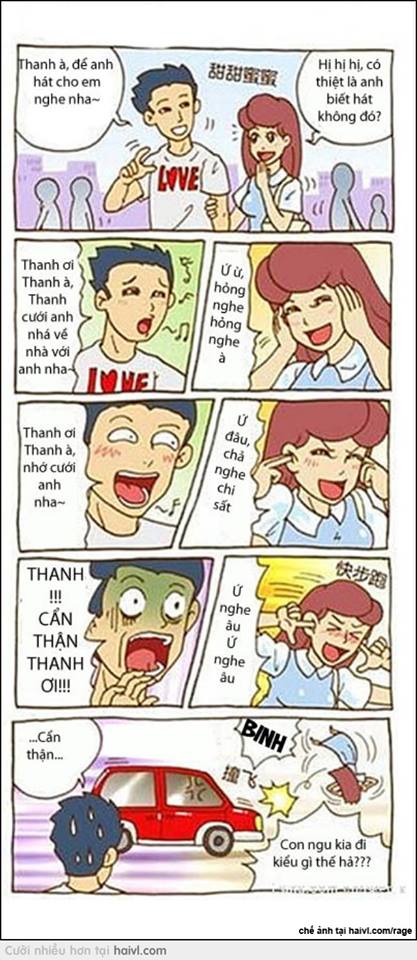 Thanh à, để anh
hát cho em
nghe nha~
甜甜蜜蜜
Hị hị hị, có
thiệt là anh
biết hát
không đó?
LOVE
Thanh ơi
Thanh à,
Thanh
cưới anh
nhá về
nhà với
anh nha~
LOVE
Ứ ừ,
hỏng
nghe
hỏng
nghe
à
Thanh ơi
Thanh à,
nhớ cưới
anh
nha~
Ứ
đâu,
chả
nghe
chi
sất
THANH
!!!
CẨN
THẬN
THANH
ƠI!!!
Ứ
nghe
âu
Ứ
nghe
âu
快步跑
...Cẩn
thận...
BINH
撞飞
Con ngu kia đi
kiểu gì thế hả???
chế ảnh tại haivl.com/rage
Cười nhiều hơn tại haivl.com